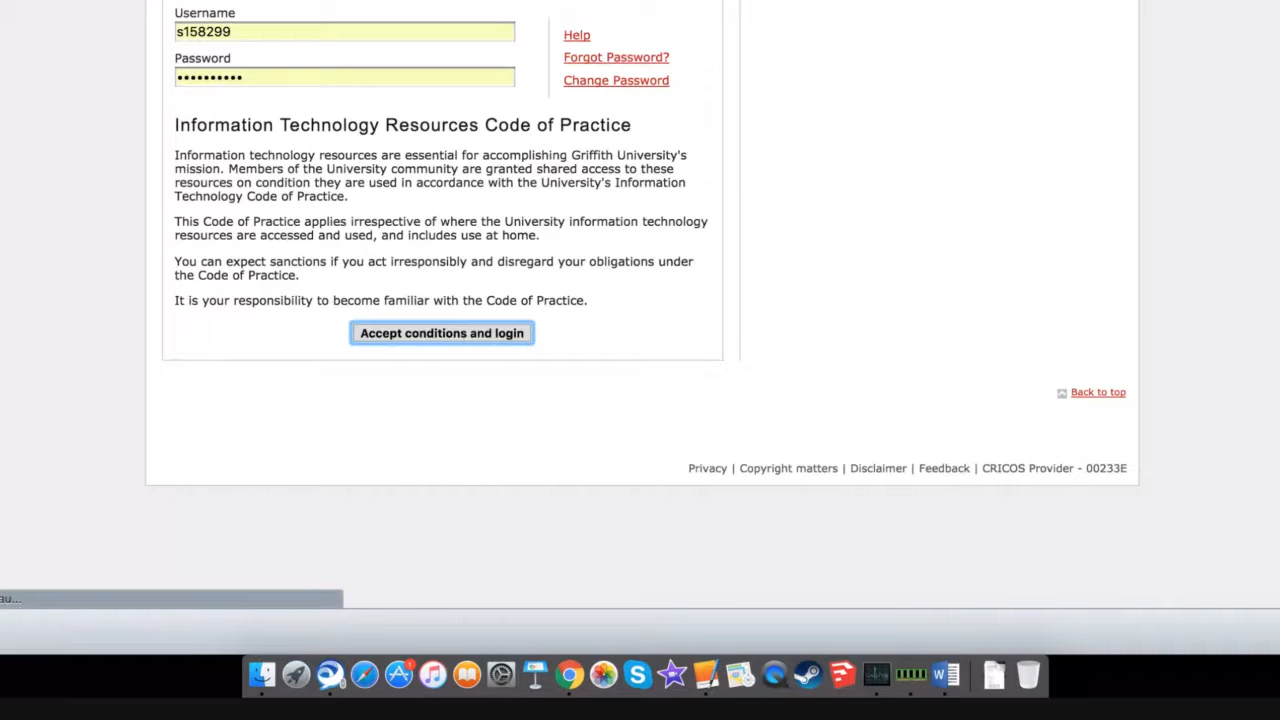 Username
s158299
Help
Forgot Password?
Password
••••••••••
Change Password
Information Technology Resources Code of Practice
Information technology resources are essential for accomplishing Griffith University's
mission. Members of the University community are granted shared access to these
resources on condition they are used in accordance with the University's Information
Technology Code of Practice.
This Code of Practice applies irrespective of where the University information technology
resources are accessed and used, and includes use at home.
You can expect sanctions if you act irresponsibly and disregard your obligations under
the Code of Practice.
It is your responsibility to become familiar with the Code of Practice.
Accept conditions and login
Back to top
Privacy | Copyright matters | Disclaimer | Feedback | CRICOS Provider - 00233E
au...